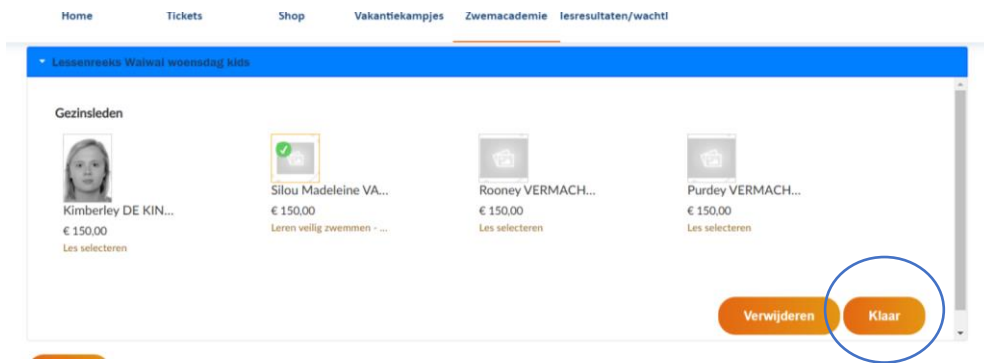 Home Tickets Shop Vakantiekampjes Zwemacademie lesresultaten/wachtl
Lessenreeks Waiwai woensdag kids
Gezinsleden
Kimberley DE KIN... Silou Madeleine VA... Rooney VERMACH... Purdey VERMACH...
€ 150,00 € 150,00 € 150,00 € 150,00
Les selecteren Leren veilig zwemmen - ... Les selecteren Les selecteren
Verwijderen Klaar